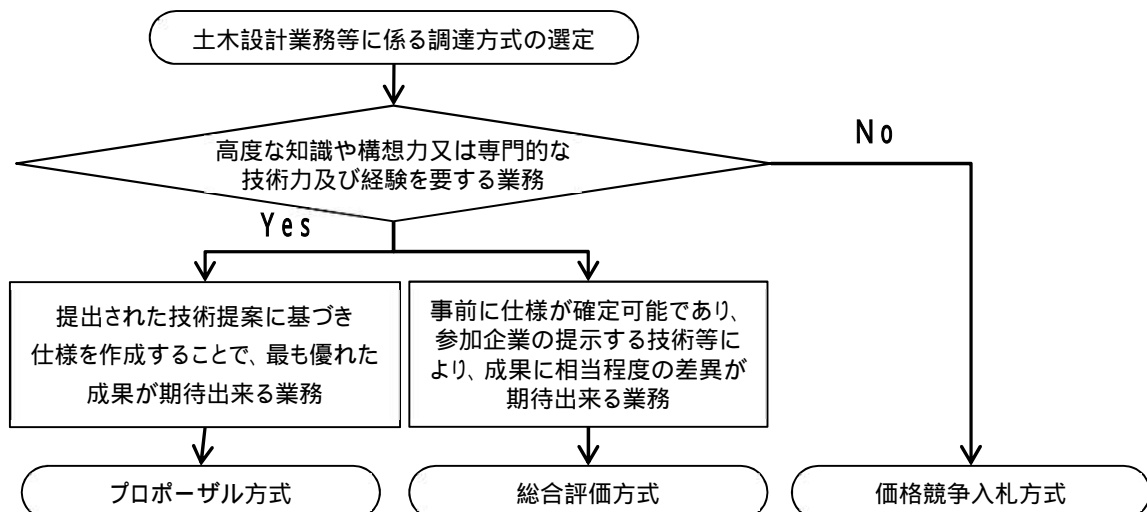 土木設計業務等に係る調達方式の選定
高度な知識や構想力又は専門的な
技術力及び経験を要する業務
No
Yes
提出された技術提案に基づき
仕様を作成することで、最も優れた
成果が期待出来る業務
事前に仕様が確定可能であり、
参加企業の提示する技術等に
より、成果に相当程度の差異が
期待出来る業務
プロポーザル方式
総合評価方式
価格競争入札方式